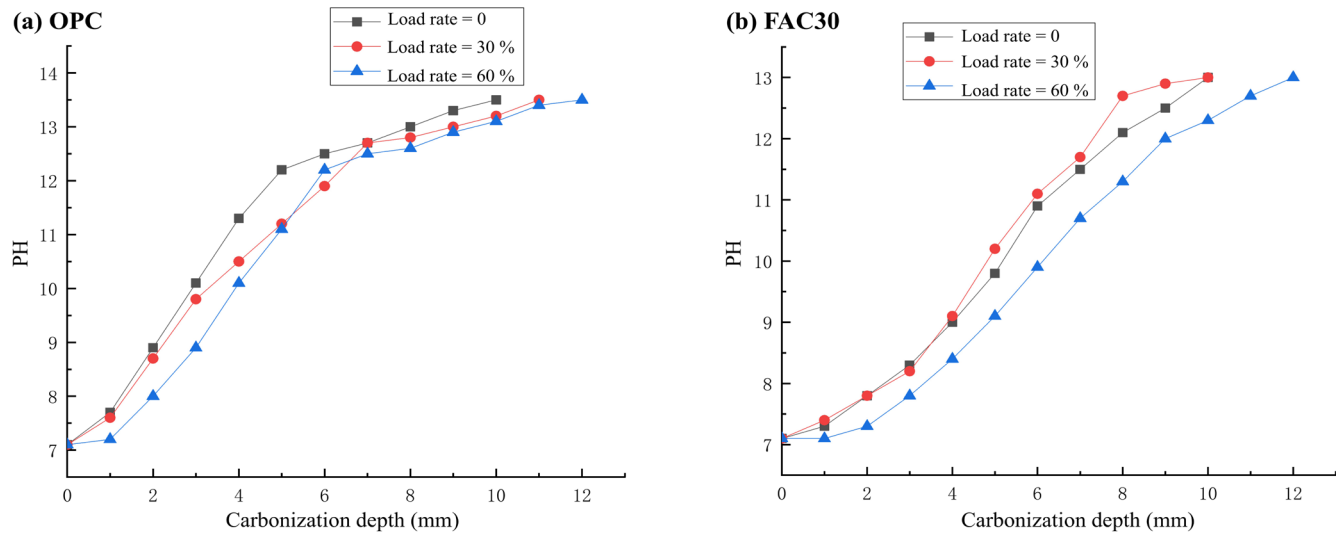 (a) OPC
Load rate = 0
Load rate = 30 %
Load rate = 60 %
14
13
12
11
10
9
8
7
PH
0 2 4 6 8 10 12
Carbonization depth (mm)
(b) FAC30
Load rate = 0
Load rate = 30 %
Load rate = 60 %
13
12
11
10
9
8
7
PH
0 2 4 6 8 10 12
Carbonization depth (mm)